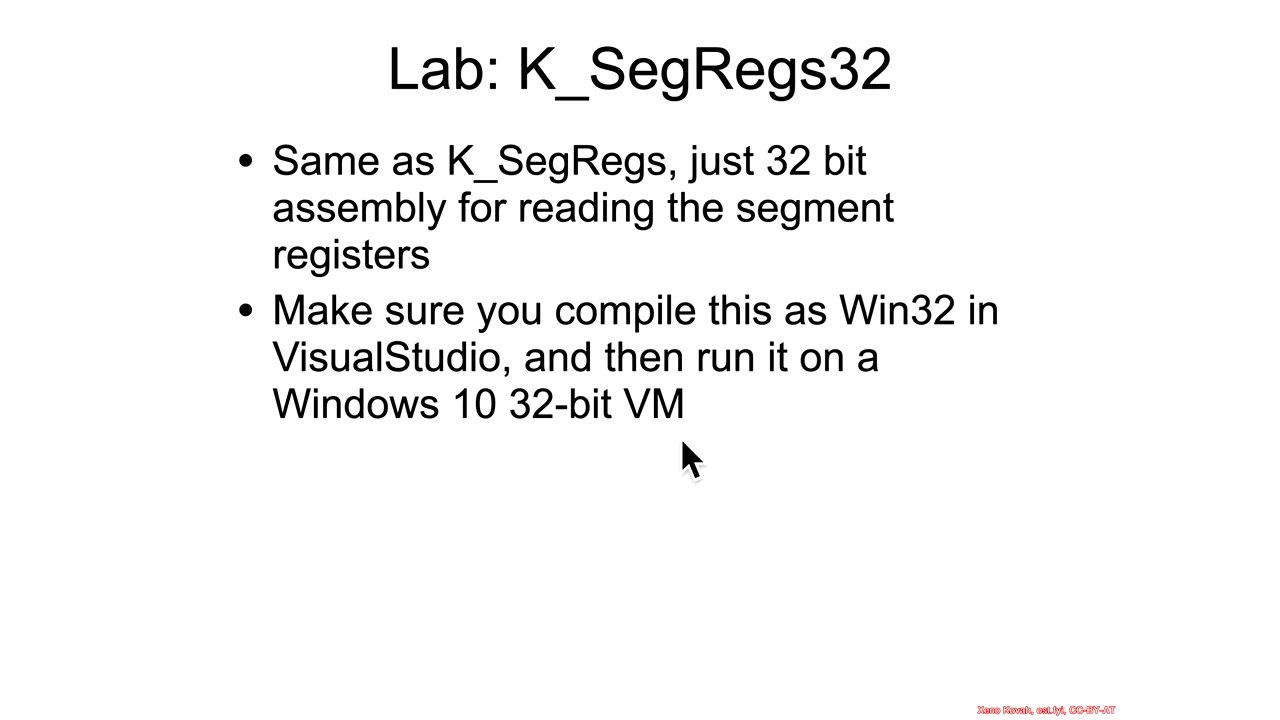 Lab: K_SegRegs32
• Same as K_SegRegs, just 32 bit
assembly for reading the segment
registers
• Make sure you compile this as Win32 in
VisualStudio, and then run it on a
Windows 10 32-bit VM
Xeno Kovah, ost.fyi, CC-BY-AT